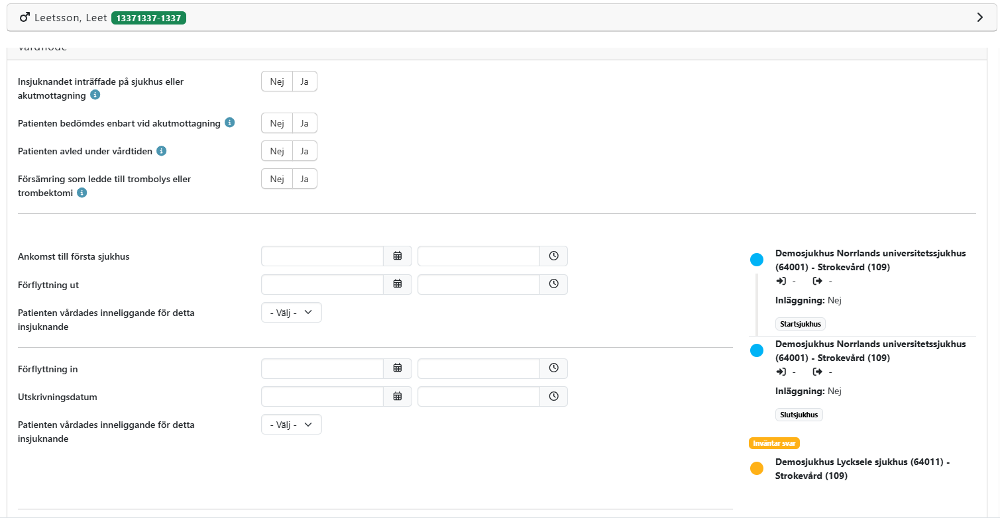 Leetsson, Leet 13371337-1337
Vårdflöde
Insjuknandet inträffade på sjukhus eller
akutmottagning
Nej Ja
Patienten bedömdes enbart vid akutmottagning
Nej Ja
Patienten avled under vårdtiden
Nej Ja
Försämring som ledde till trombolys eller
trombektomi
Nej Ja
Ankomst till första sjukhus
Förflyttning ut
Patienten vårdades inneliggande för detta
insjuknande
- Välj -
Förflyttning in
Utskrivningsdatum
Patienten vårdades inneliggande för detta
insjuknande
- Välj -
Demosjukhus Norrlands universitetssjukhus
(64001) - Strokevård (109)
- -
Inläggning: Nej
Startsjukhus
Demosjukhus Norrlands universitetssjukhus
(64001) - Strokevård (109)
- -
Inläggning: Nej
Slutsjukhus
Inväntar svar
Demosjukhus Lycksele sjukhus (64011) -
Strokevård (109)